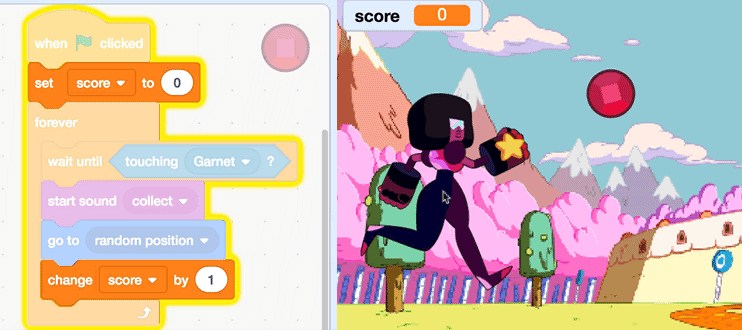 when clicked
set score to 0
forever
wait until touching Garnet ?
start sound collect
go to random position
change score by 1
score 0